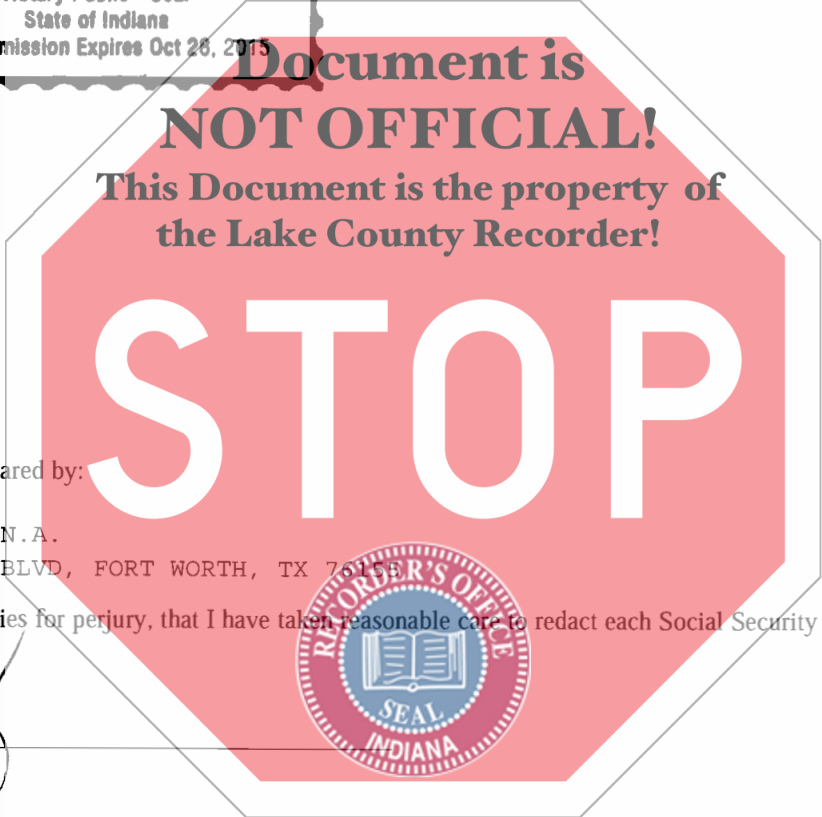 State of Indiana
mission Expires Oct 26, 2015
Document is
NOT OFFICIAL!
This Document is the property of
the Lake County Recorder!
STOP
ared by:
N.A.
BLVD, FORT WORTH, TX 76155
RECORDER'S OFFICE
ies for perjury, that I have taken reasonable care to redact each Social Security
SEAL
INDIANA